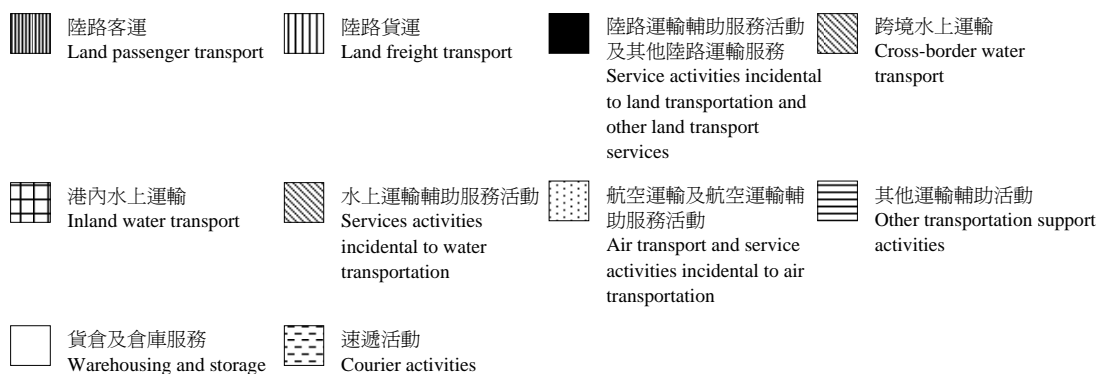 陸路客運
Land passenger transport
陸路貨運
Land freight transport
陸路運輸輔助服務活動
及其他陸路運輸服務
Service activities incidental
to land transportation and
other land transport
services
跨境水上運輸
Cross-border water
transport
港內水上運輸
Inland water transport
水上運輸輔助服務活動
Services activities
incidental to water
transportation
航空運輸及航空運輸輔
助服務活動
Air transport and service
activities incidental to air
transportation
其他運輸輔助活動
Other transportation support
activities
貨倉及倉庫服務
Warehousing and storage
速遞活動
Courier activities